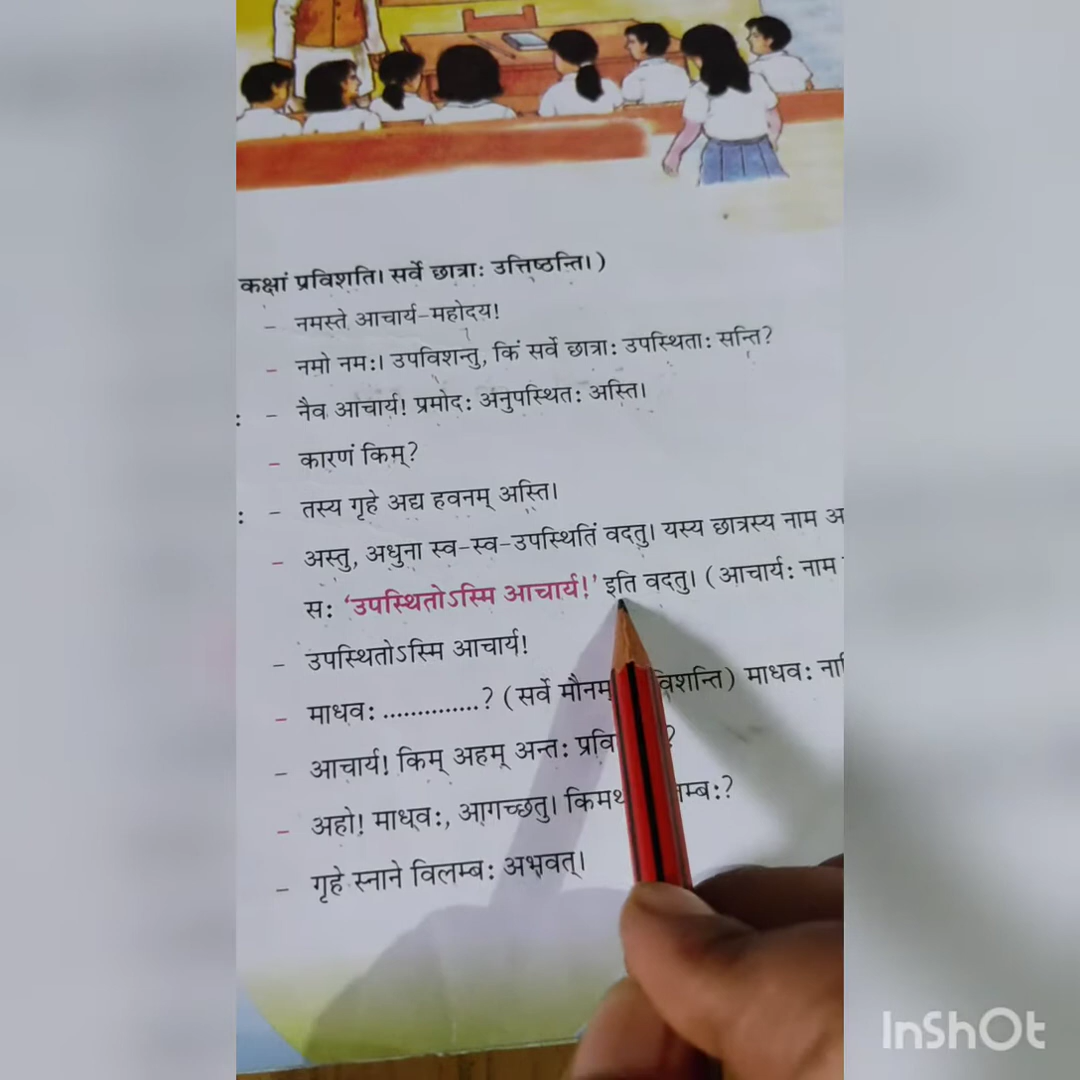 कक्षां प्रविशति। सर्वे छात्राः उत्तिष्ठन्ति।)
- नमस्ते आचार्य-महोदय!
- नमो नमः। उपविशन्तु, किं सर्वे छात्राः उपस्थिताः सन्ति?
: - नैव आचार्य! प्रमोदः अनुपस्थितः अस्ति।
- कारणं किम्?
: - तस्य गृहे अद्य हवनम् अस्ति।
- अस्तु, अधुना स्व-स्व-उपस्थितिं वदतु। यस्य छात्रस्य नाम
सः 'उपस्थितोऽस्मि आचार्य!' इति वदतु। (आचार्यः नाम
- उपस्थितोऽस्मि आचार्य!
- माधवः ..............? (सर्वे मौनम् विशन्ति) माधवः
- आचार्य! किम् अहम् अन्तः ?
- अहो! माधवः, आगच्छतु। ?
- गृहे स्नाने विलम्बः अभवत्।
InShOt